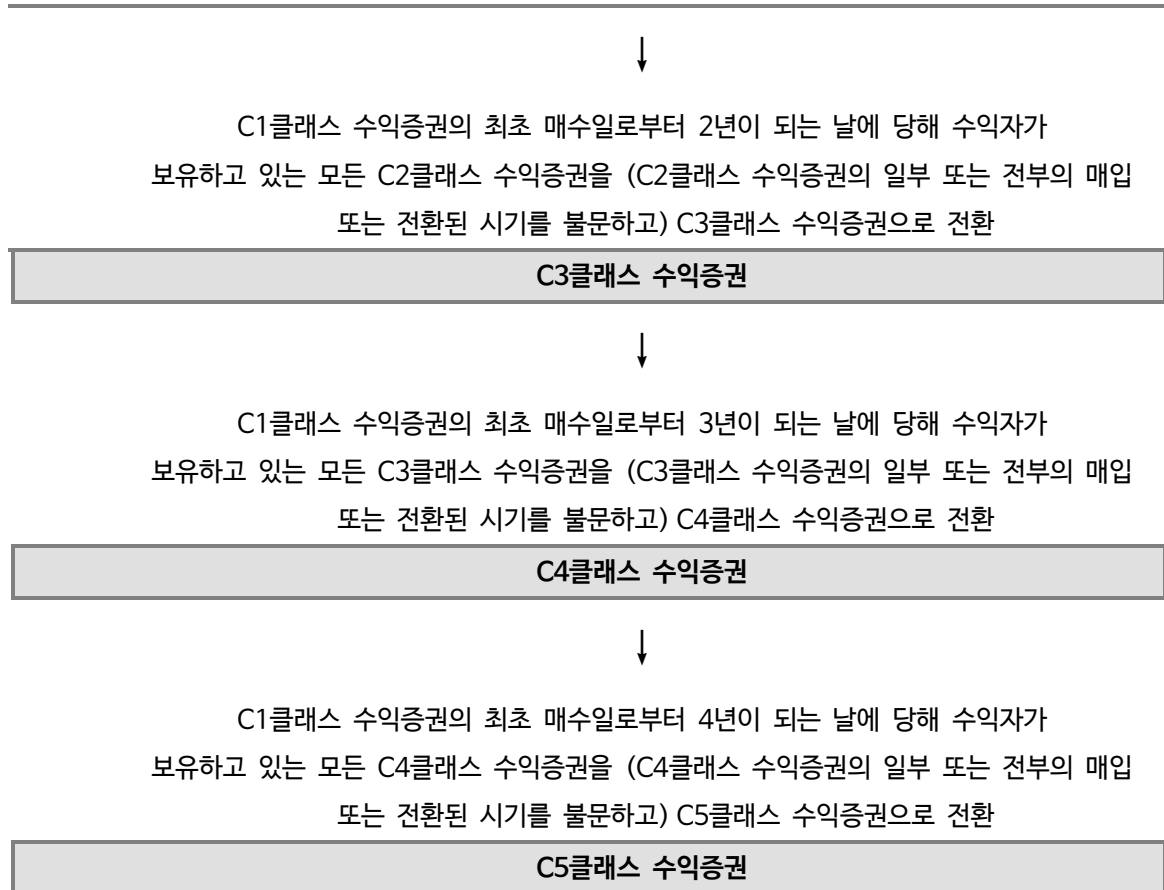 ↓
C1클래스 수익증권의 최초 매수일로부터 2년이 되는 날에 당해 수익자가
보유하고 있는 모든 C2클래스 수익증권을 (C2클래스 수익증권의 일부 또는 전부의 매입
또는 전환된 시기를 불문하고) C3클래스 수익증권으로 전환
C3클래스 수익증권
↓
C1클래스 수익증권의 최초 매수일로부터 3년이 되는 날에 당해 수익자가
보유하고 있는 모든 C3클래스 수익증권을 (C3클래스 수익증권의 일부 또는 전부의 매입
또는 전환된 시기를 불문하고) C4클래스 수익증권으로 전환
C4클래스 수익증권
↓
C1클래스 수익증권의 최초 매수일로부터 4년이 되는 날에 당해 수익자가
보유하고 있는 모든 C4클래스 수익증권을 (C4클래스 수익증권의 일부 또는 전부의 매입
또는 전환된 시기를 불문하고) C5클래스 수익증권으로 전환
C5클래스 수익증권